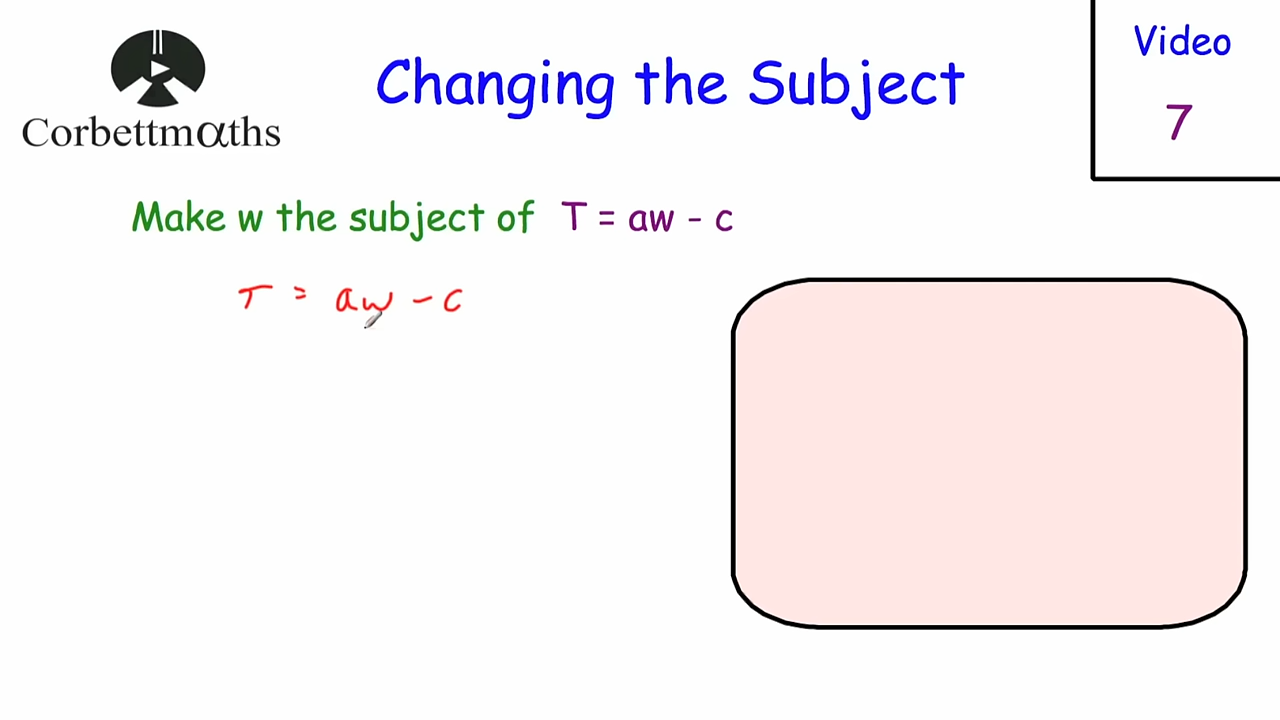 Corbettmαths
Changing the Subject
Video
7
Make w the subject of T = aw - c
T = aw - c